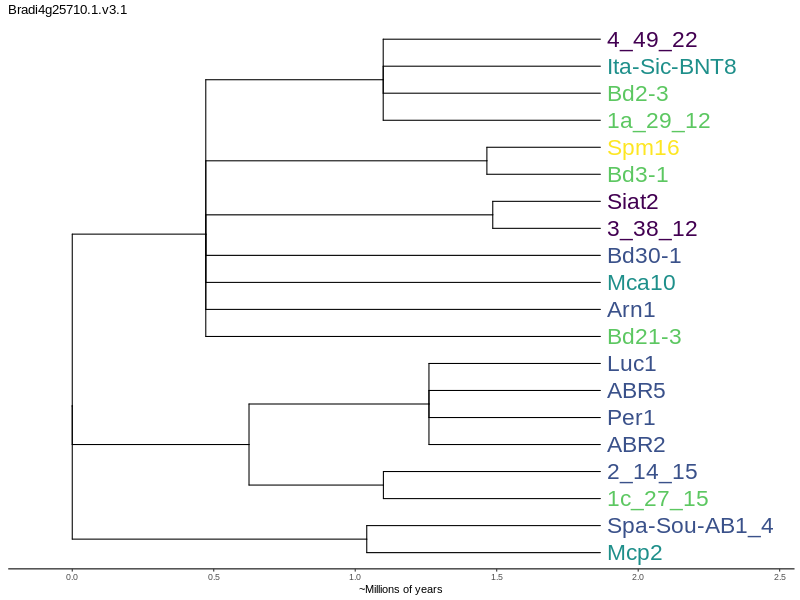 Bradi4g25710.1.v3.1
4_49_22
Ita-Sic-BNT8
Bd2-3
1a_29_12
Spm16
Bd3-1
Siat2
3_38_12
Bd30-1
Mca10
Arn1
Bd21-3
Luc1
ABR5
Per1
ABR2
2_14_15
1c_27_15
Spa-Sou-AB1_4
Mcp2
0.0 0.5 1.0 1.5 2.0 2.5
~Millions of years